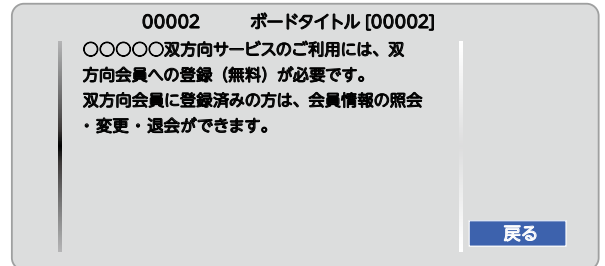 00002 ボードタイトル [00002]
○○○○○双方向サービスのご利用には、双
方向会員への登録（無料）が必要です。
双方向会員に登録済みの方は、会員情報の照会
・変更・退会ができます。
戻る